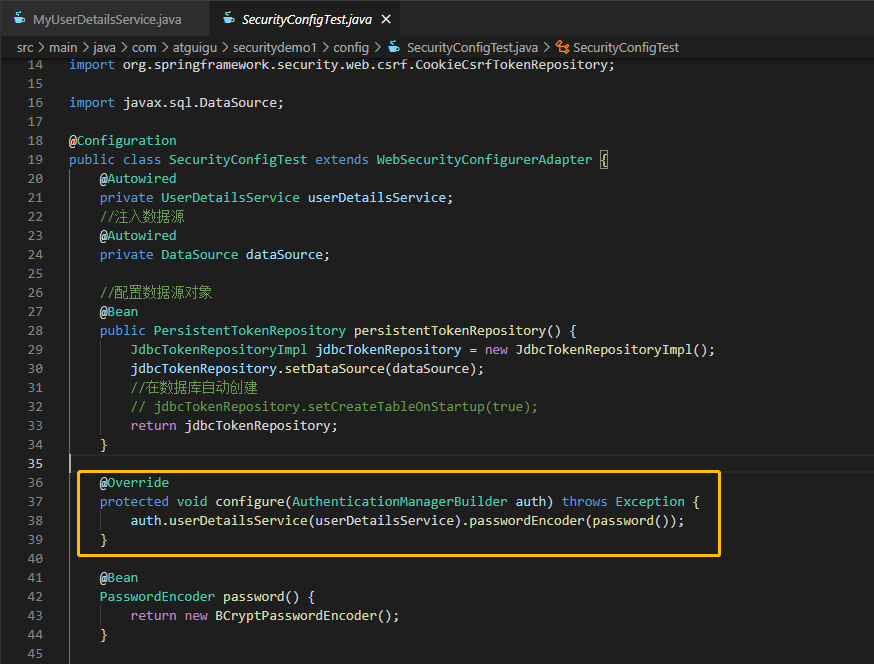 MyUserDetailsService.java SecurityConfigTest.java ×
src > main > java > com > atguigu > securitydemo1 > config > SecurityConfigTest.java > SecurityConfigTest
14 import org.springframework.security.web.csrf.CookieCsrfTokenRepository;
15
16 import javax.sql.DataSource;
17
18 @Configuration
19 public class SecurityConfigTest extends WebSecurityConfigurerAdapter {
20 @Autowired
21 private UserDetailsService userDetailsService;
22 //注入数据源
23 @Autowired
24 private DataSource dataSource;
25
26 //配置数据源对象
27 @Bean
28 public PersistentTokenRepository persistentTokenRepository() {
29 JdbcTokenRepositoryImpl jdbcTokenRepository = new JdbcTokenRepositoryImpl();
30 jdbcTokenRepository.setDataSource(dataSource);
31 //在数据库自动创建
32 // jdbcTokenRepository.setCreateTableOnStartup(true);
33 return jdbcTokenRepository;
34 }
35
36 @Override
37 protected void configure(AuthenticationManagerBuilder auth) throws Exception {
38 auth.userDetailsService(userDetailsService).passwordEncoder(password());
39 }
40
41 @Bean
42 PasswordEncoder password() {
43 return new BCryptPasswordEncoder();
44 }
45